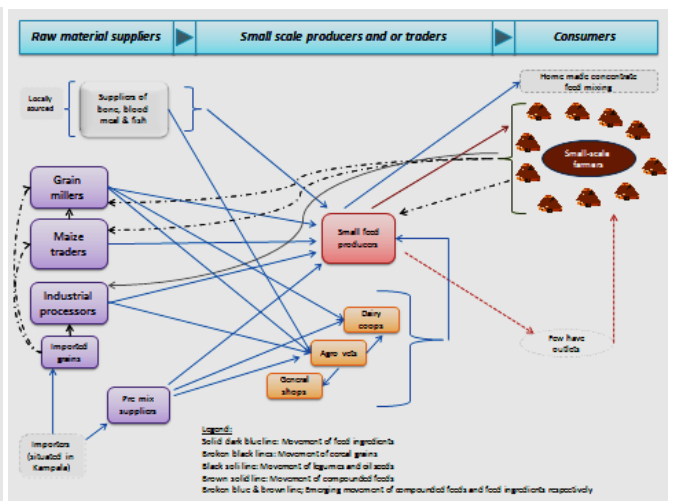 Raw material suppliers
Small scale producers and or traders
Consumers
Locally
sourced
Suppliers of
bone, blood
meal & fish
Home made concentrate
feed mixing
Small-scale
farmers
Grain
millers
Maize
traders
Small feed
producers
Industrial
processors
Dairy
coops
Imported
grains
Agro vets
Few have
outlets
General
shops
Pre mix
suppliers
Importers
(situated in
Kampala)
Legend:
Solid dark blue line: Movement of feed ingredients
Broken black lines: Movement of cereal grains
Black soli line: Movement of legumes and oil seeds
Brown solid line: Movement of compounded feeds
Broken blue & brown line; Emerging movement of compounded feeds and feed ingredients respectively